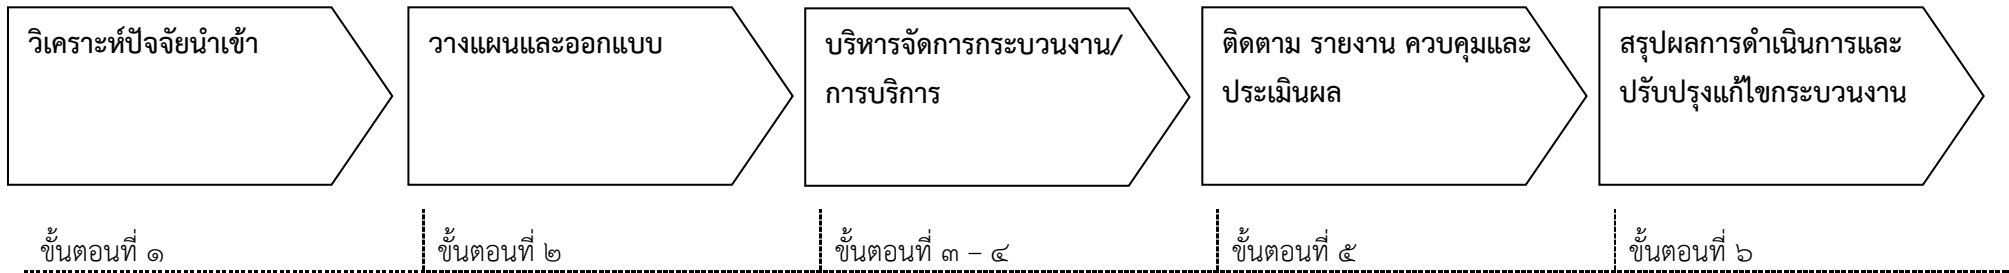 วิเคราะห์ปัจจัยนำเข้า
วางแผนและออกแบบ
บริหารจัดการกระบวนงาน/
การบริการ
ติดตาม รายงาน ควบคุมและ
ประเมินผล
สรุปผลการดำเนินการและ
ปรับปรุงแก้ไขกระบวนงาน
ขั้นตอนที่ ๑
ขั้นตอนที่ ๒
ขั้นตอนที่ ๓ – ๔
ขั้นตอนที่ ๕
ขั้นตอนที่ ๖